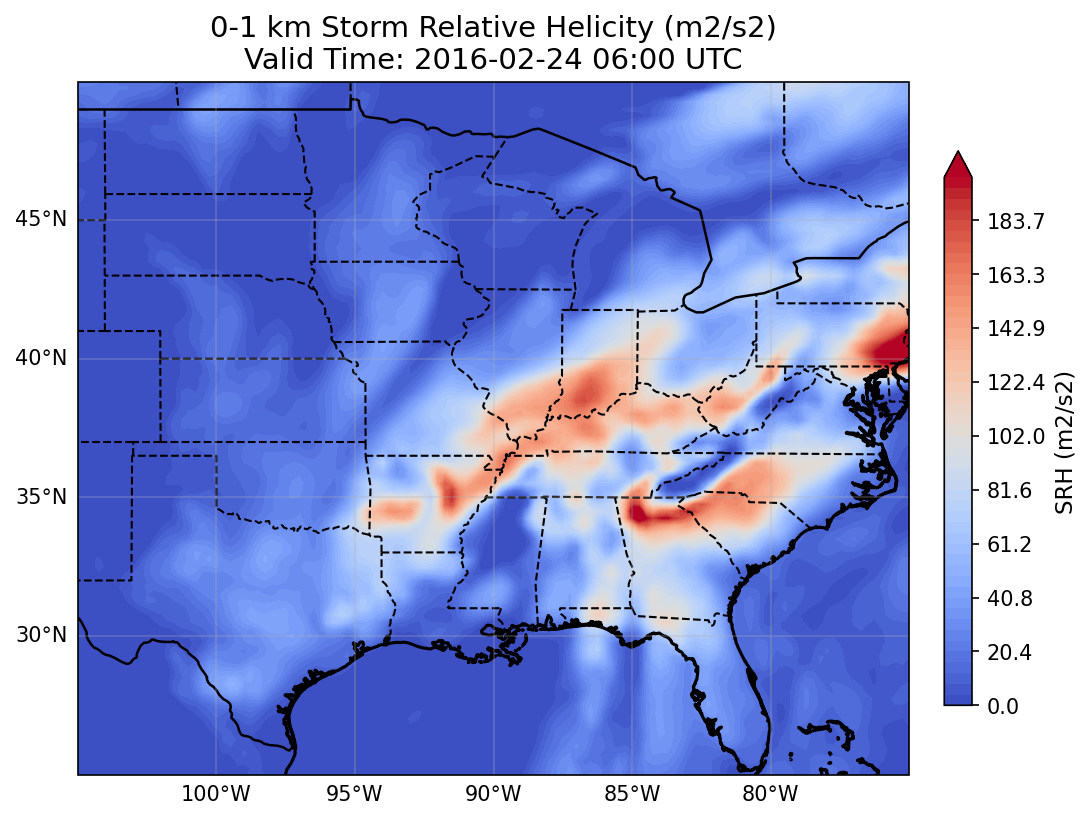 0-1 km Storm Relative Helicity (m2/s2)
Valid Time: 2016-02-24 06:00 UTC
45°N
40°N
35°N
30°N
100°W
95°W
90°W
85°W
80°W
183.7
163.3
142.9
122.4
102.0
81.6
61.2
40.8
20.4
0.0
SRH (m2/s2)